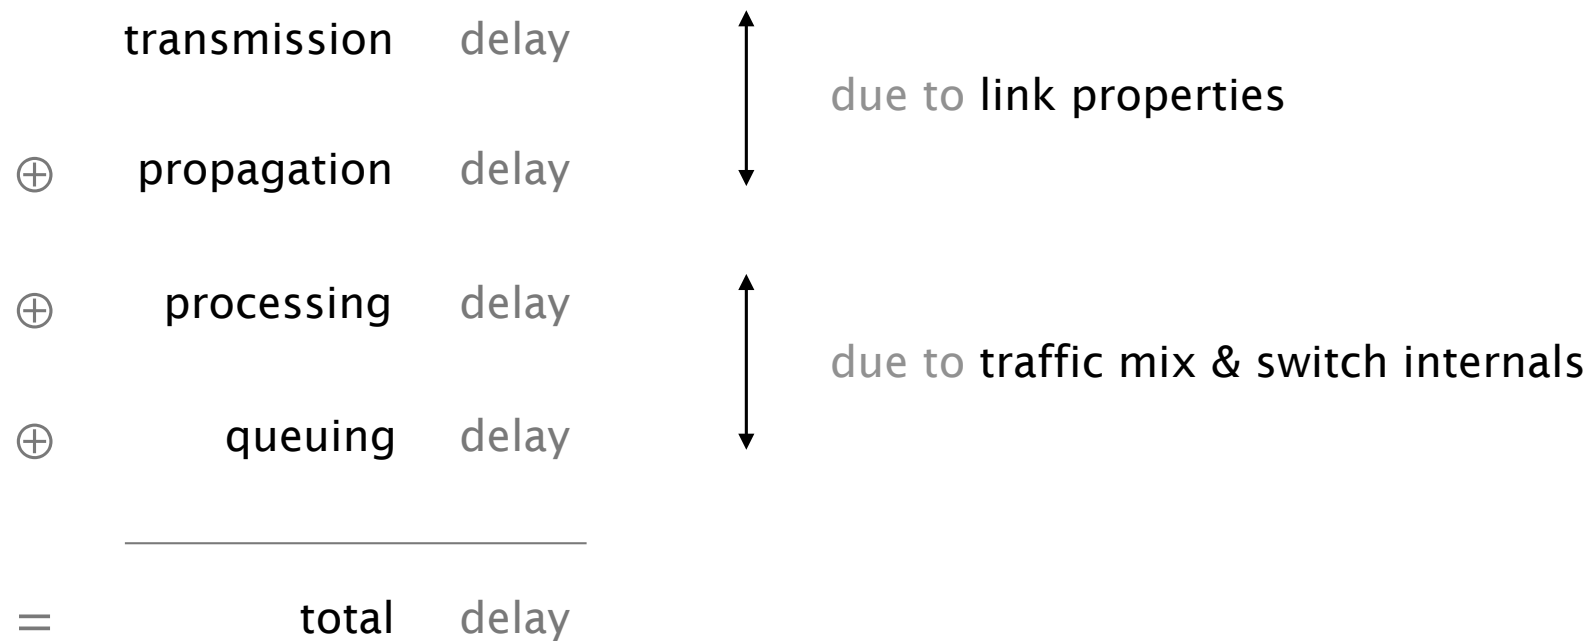 transmission delay
due to link properties
⊕ propagation delay
⊕ processing delay
due to traffic mix & switch internals
⊕ queuing delay
= total delay